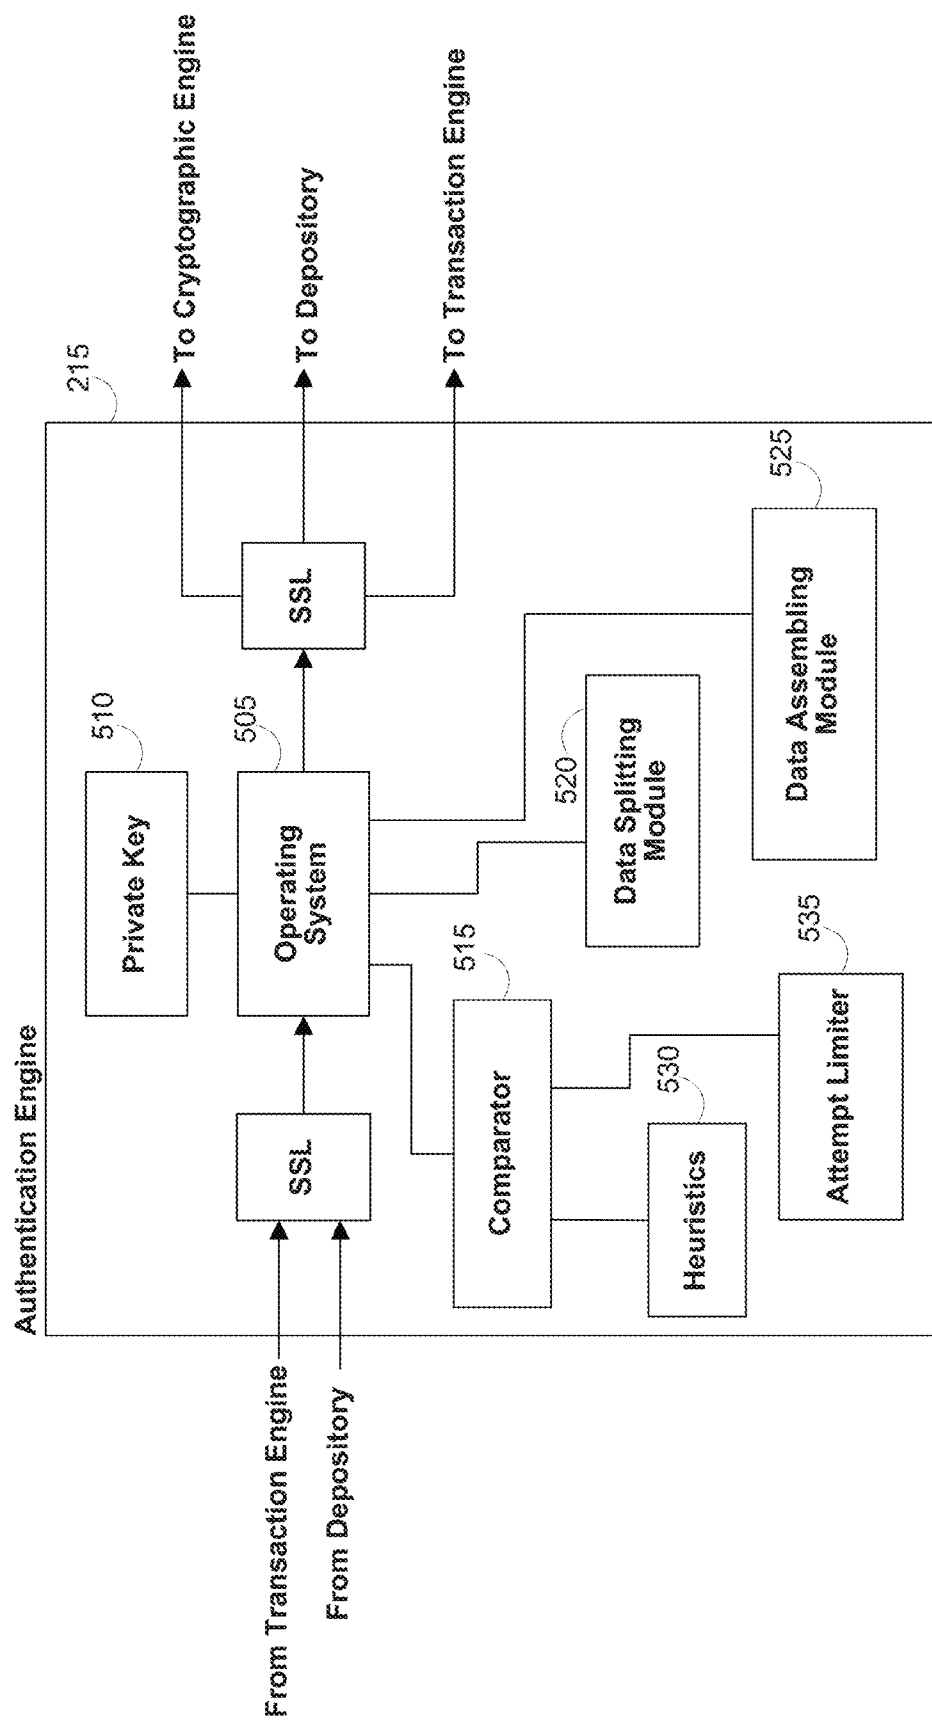 Authentication Engine
215
Private Key
510
From Transaction Engine
From Depository
SSL
Operating
System
505
SSL
To Cryptographic Engine
To Depository
To Transaction Engine
Comparator
515
Data Splitting
Module
520
Data Assembling
Module
525
Heuristics
530
Attempt Limiter
535